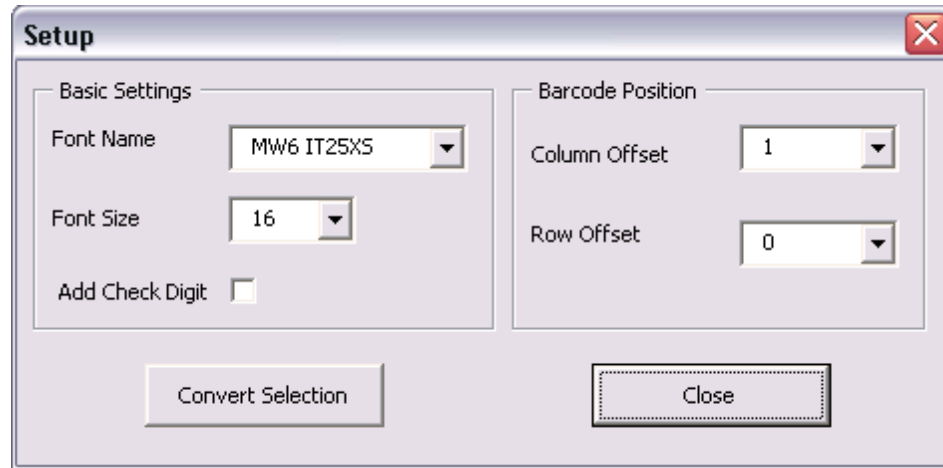 Setup
Basic Settings
Font Name MW6 IT25XS
Font Size 16
Add Check Digit
Barcode Position
Column Offset 1
Row Offset 0
Convert Selection
Close